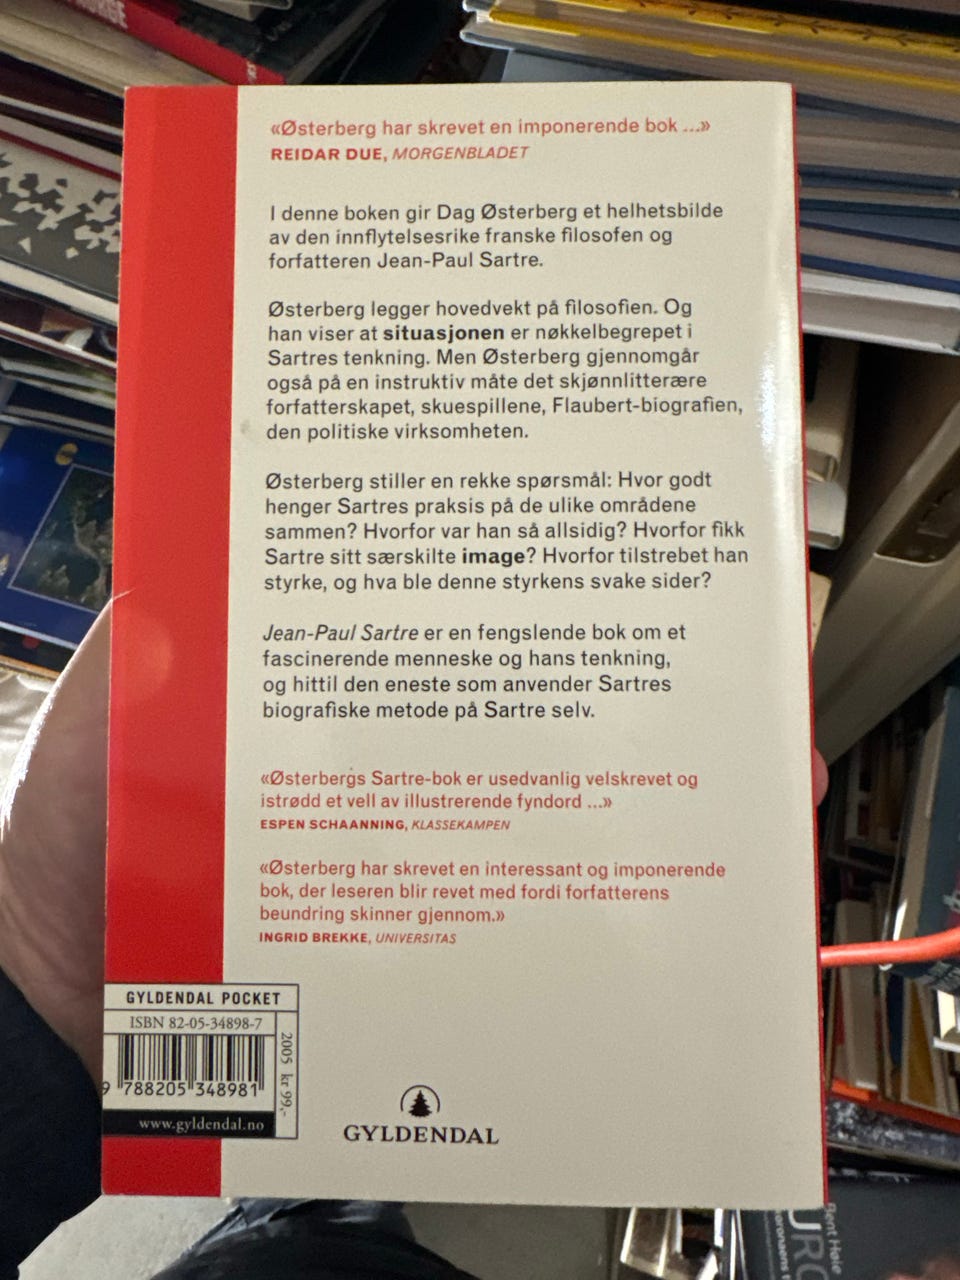 «Østerberg har skrevet en imponerende bok ...»
REIDAR DUE, MORGENBLADET
I denne boken gir Dag Østerberg et helhetsbilde
av den innflytelsesrike franske filosofen og
forfatteren Jean-Paul Sartre.
Østerberg legger hovedvekt på filosofien. Og
han viser at situasjonen er nøkkelbegrepet i
Sartres tenkning. Men Østerberg gjennomgår
også på en instruktiv måte det skjønnlitterære
forfatterskapet, skuespillene, Flaubert-biografien,
den politiske virksomheten.
Østerberg stiller en rekke spørsmål: Hvor godt
henger Sartres praksis på de ulike områdene
sammen? Hvorfor var han så allsidig? Hvorfor fikk
Sartre sitt særskilte image? Hvorfor tilstrebet han
styrke, og hva ble denne styrkens svake sider?
Jean-Paul Sartre er en fengslende bok om et
fascinerende menneske og hans tenkning,
og hittil den eneste som anvender Sartres
biografiske metode på Sartre selv.
«Østerbergs Sartre-bok er usedvanlig velskrevet og
istrødd et vell av illustrerende fyndord ...»
ESPEN SCHAANNING, KLASSEKAMPEN
«Østerberg har skrevet en interessant og imponerende
bok, der leseren blir revet med fordi forfatterens
beundring skinner gjennom.»
INGRID BREKKE, UNIVERSITAS
GYLDENDAL POCKET
ISBN 82-05-34898-7
2005 kr 99,-
9 788205 348981
www.gyldendal.no
GYLDENDAL
Bent Høie